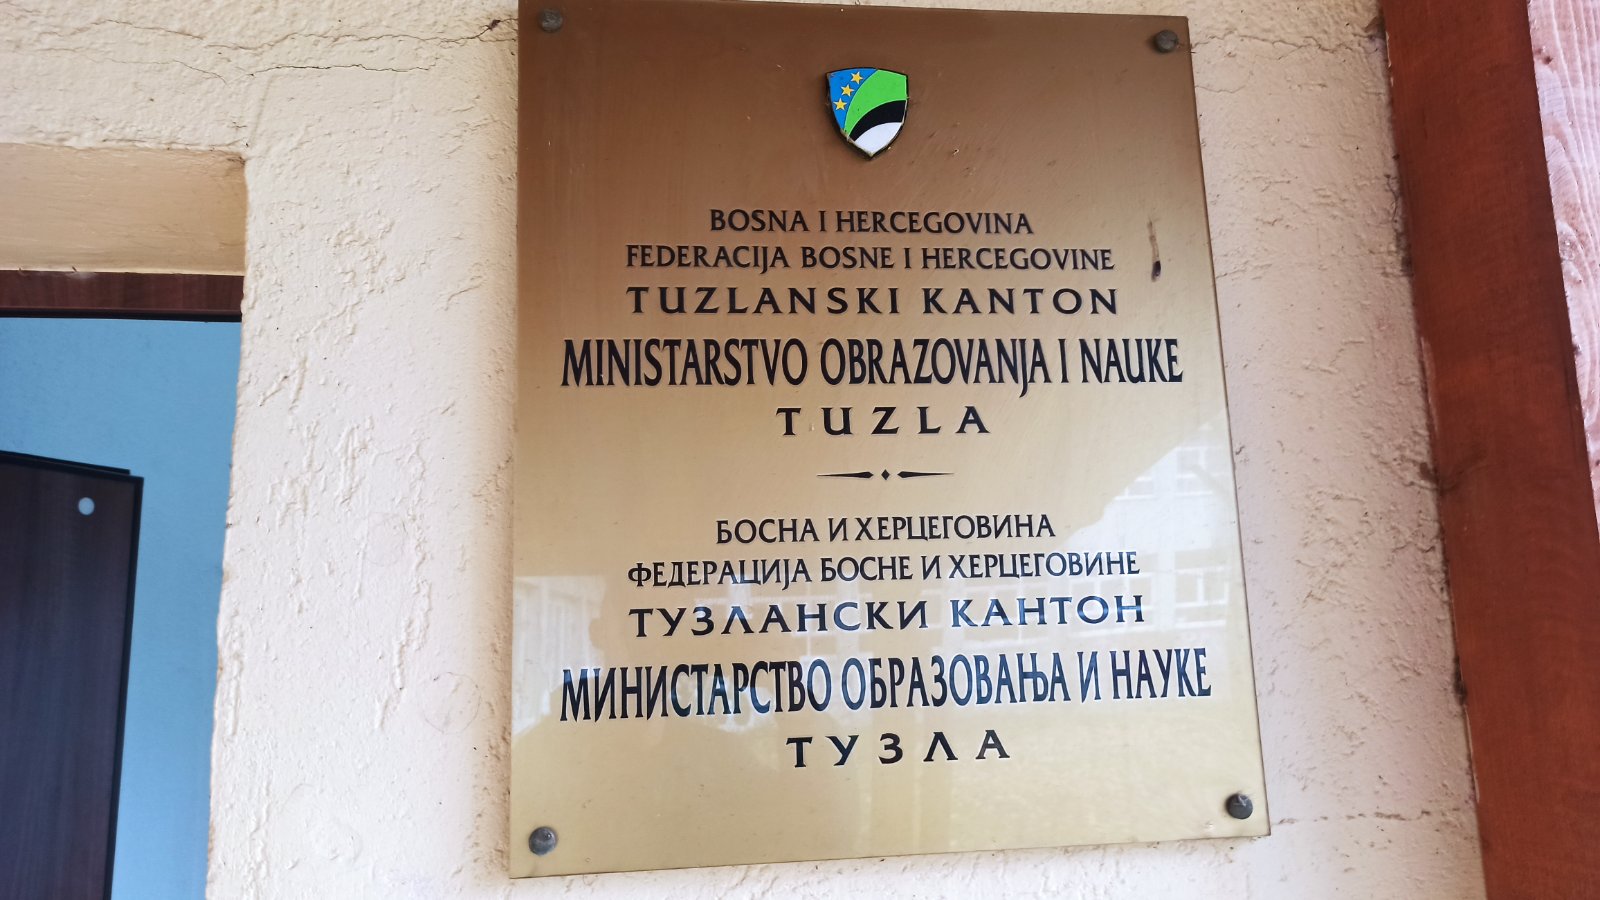 BOSNA I HERCEGOVINA
FEDERACIJA BOSNE I HERCEGOVINE
TUZLANSKI KANTON
MINISTARSTVO OBRAZOVANJA I NAUKE
TUZLA
БОСНА И ХЕРЦЕГОВИНА
ФЕДЕРАЦИЈА БОСНЕ И ХЕРЦЕГОВИНЕ
ТУЗЛАНСКИ КАНТОН
МИНИСТАРСТВО ОБРАЗОВАЊА И НАУКЕ
ТУЗЛА